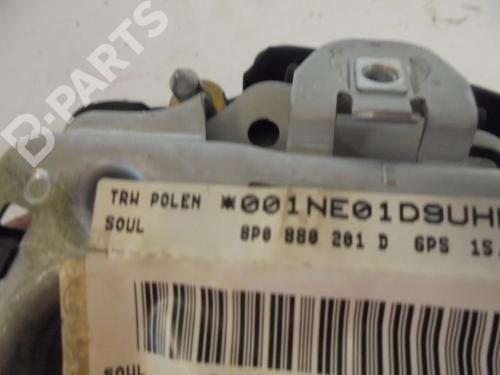 B-PARTS
TRW POLEN *001NE01D9UH
SOUL 8P0 880 201 D GPS 15.
SOUL